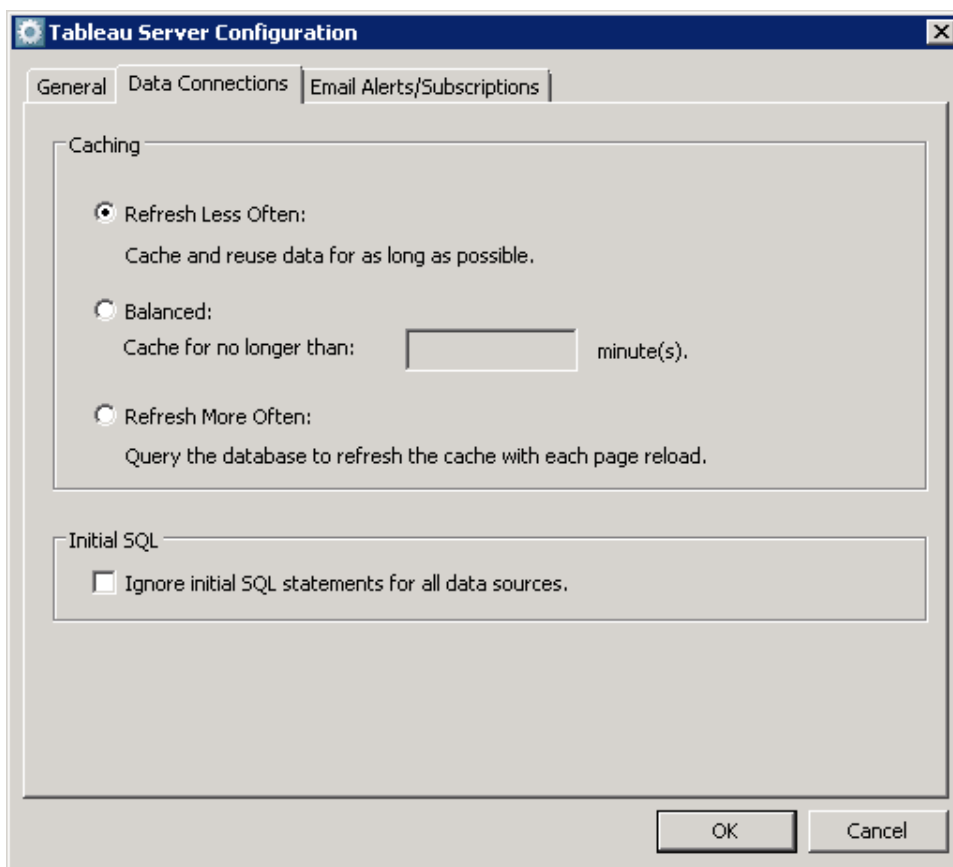 Tableau Server Configuration
General Data Connections Email Alerts/Subscriptions
Caching
Refresh Less Often:
Cache and reuse data for as long as possible.
Balanced:
Cache for no longer than: minute(s).
Refresh More Often:
Query the database to refresh the cache with each page reload.
Initial SQL
Ignore initial SQL statements for all data sources.
OK Cancel